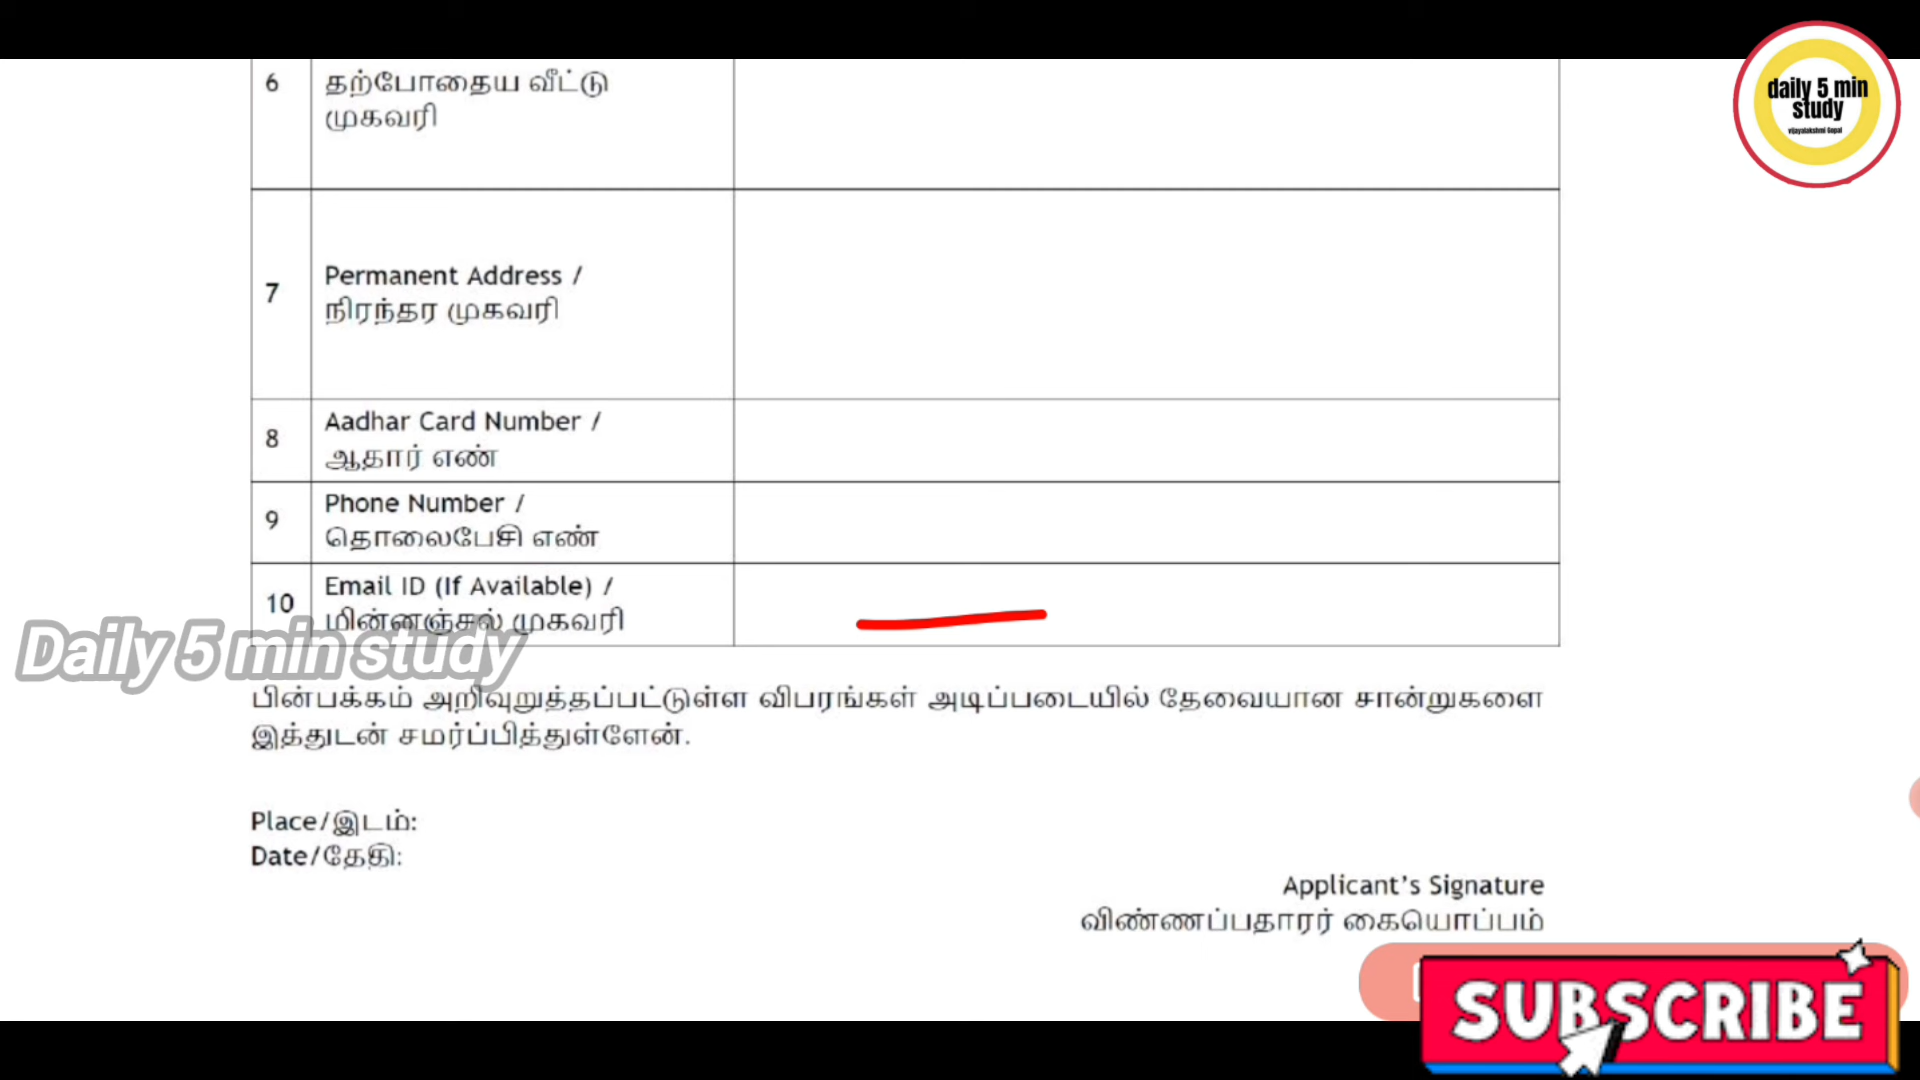 daily 5 min
study
vijayalakshmi Gopal
6
தற்போதைய வீட்டு
முகவரி
7
Permanent Address /
நிரந்தர முகவரி
8
Aadhar Card Number /
ஆதார் எண்
9
Phone Number /
தொலைபேசி எண்
10
Email ID (If Available) /
மின்னஞ்சல் முகவரி
Daily 5 min study
பின்பக்கம் அறிவுறுத்தப்பட்டுள்ள விபரங்கள் அடிப்படையில் தேவையான சான்றுகளை
இத்துடன் சமர்ப்பித்துள்ளேன்.
Place/இடம்:
Date/தேதி:
Applicant's Signature
விண்ணப்பதாரர் கையொப்பம்
SUBSCRIBE